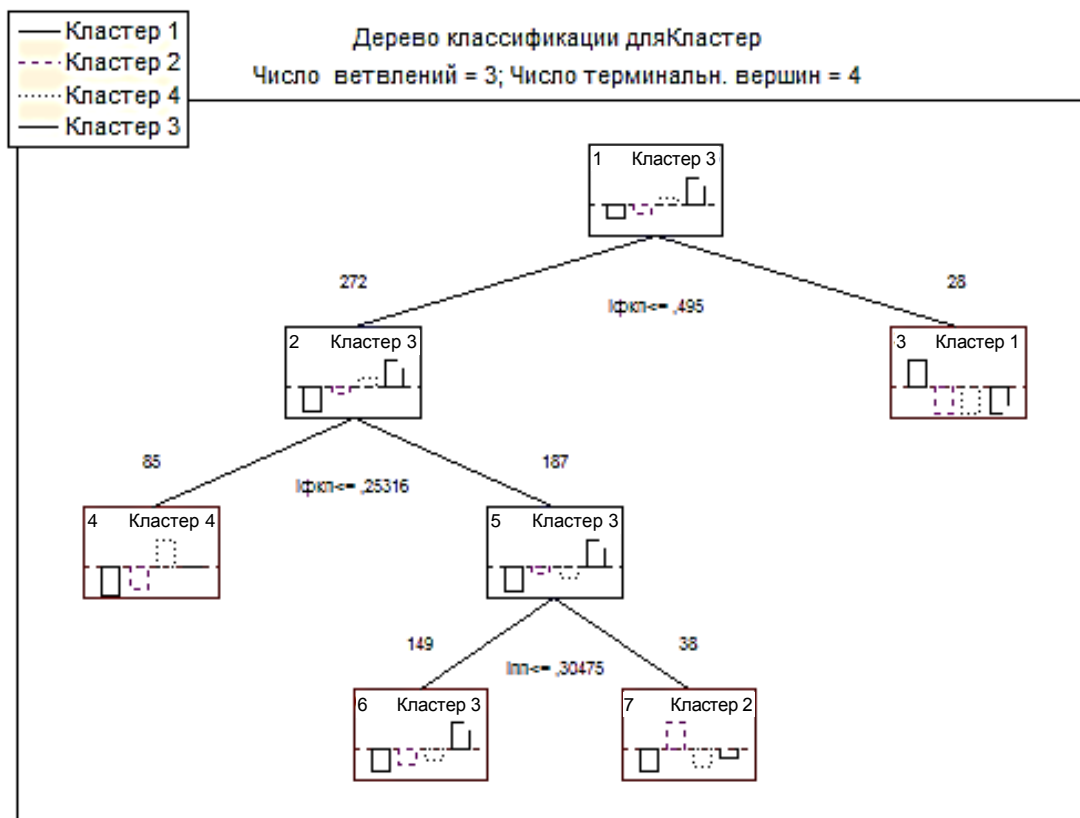 Кластер 1
Кластер 2
Кластер 4
Кластер 3
Дерево классификации дляКластер
Число ветвлений = 3; Число терминальн. вершин = 4
1 Кластер 3
272
Iфкп<= ,495
28
2 Кластер 3
3 Кластер 1
85
Iфкп<= ,25316
187
4 Кластер 4
5 Кластер 3
149
Iпп<= ,30475
38
6 Кластер 3
7 Кластер 2